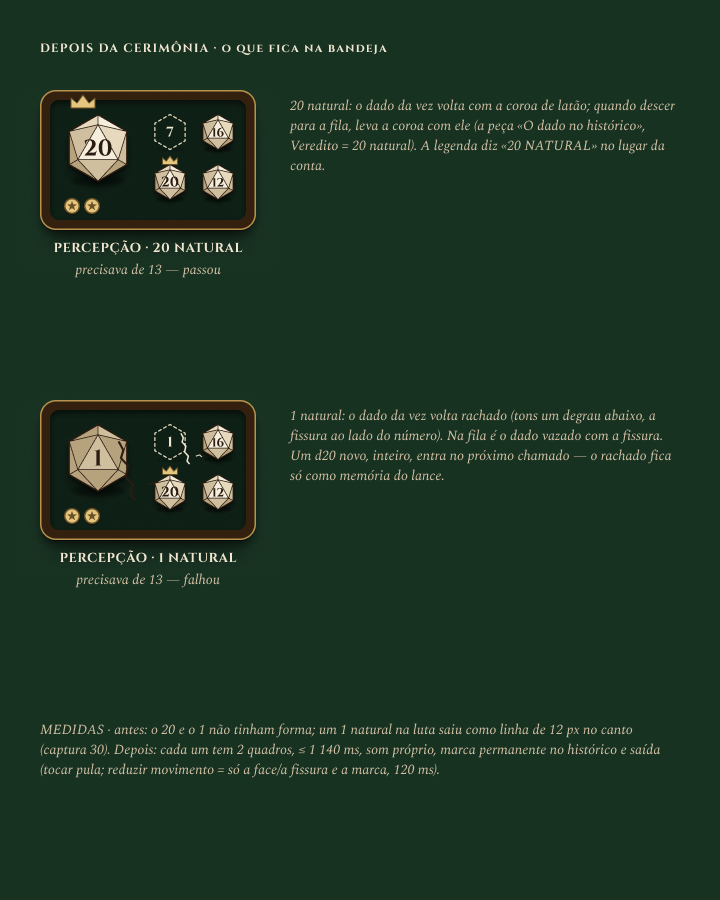 DEPOIS DA CERIMÔNIA · O QUE FICA NA BANDEJA
20
7
16
20
12
20 natural: o dado da vez volta com a coroa de latão; quando descer
para a fila, leva a coroa com ele (a peça «O dado no histórico»,
Veredito = 20 natural). A legenda diz «20 NATURAL» no lugar da
conta.
PERCEPÇÃO · 20 NATURAL
precisava de 13 — passou
1
1
16
20
12
1 natural: o dado da vez volta rachado (tons um degrau abaixo, a
fissura ao lado do número). Na fila é o dado vazado com a fissura.
Um d20 novo, inteiro, entra no próximo chamado — o rachado fica
só como memória do lance.
PERCEPÇÃO · 1 NATURAL
precisava de 13 — falhou
MEDIDAS · antes: o 20 e o 1 não tinham forma; um 1 natural na luta saiu como linha de 12 px no canto
(captura 30). Depois: cada um tem 2 quadros, ≤ 1 140 ms, som próprio, marca permanente no histórico e saída
(tocar pula; reduzir movimento = só a face/a fissura e a marca, 120 ms).